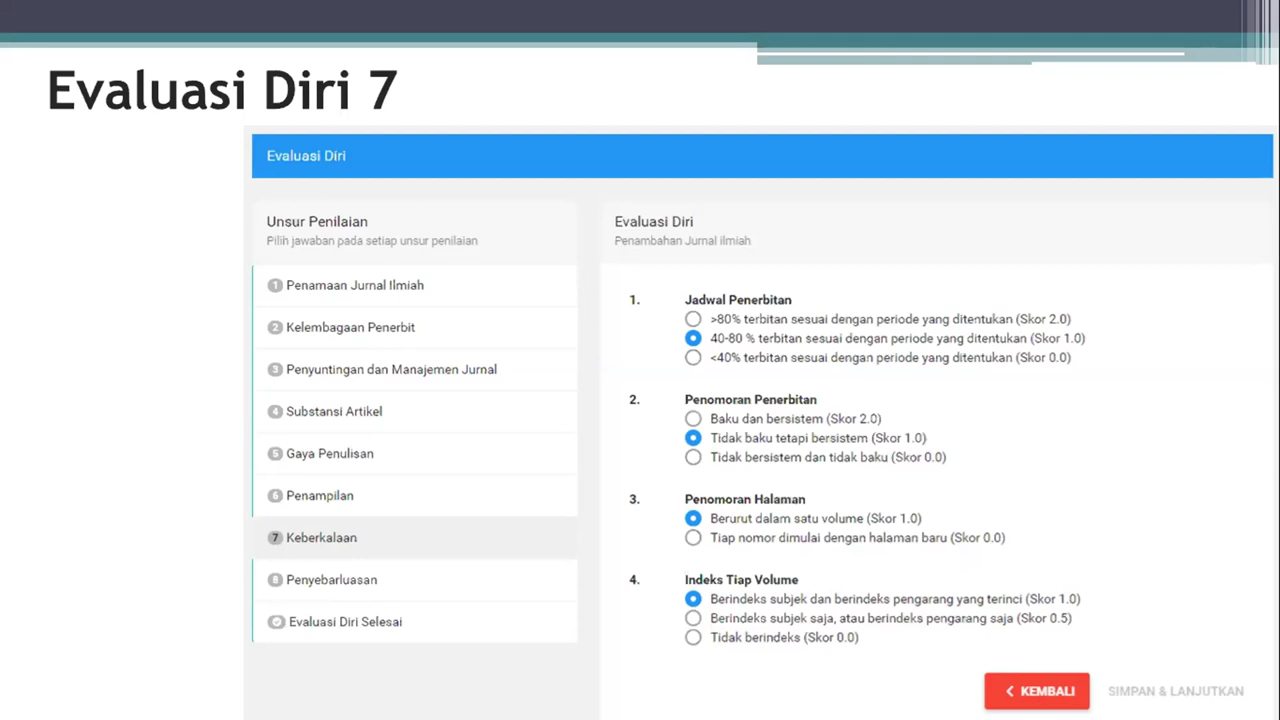 Evaluasi Diri 7
Evaluasi Diri
Unsur Penilaian
Pilih jawaban pada setiap unsur penilaian
1 Penamaan Jurnal Ilmiah
2 Kelembagaan Penerbit
3 Penyuntingan dan Manajemen Jurnal
4 Substansi Artikel
5 Gaya Penulisan
6 Penampilan
7 Keberkalaan
8 Penyebarluasan
Evaluasi Diri Selesai
Evaluasi Diri
Penambahan Jurnal ilmiah
1. Jadwal Penerbitan
>80% terbitan sesuai dengan periode yang ditentukan (Skor 2.0)
40-80 % terbitan sesuai dengan periode yang ditentukan (Skor 1.0)
<40% terbitan sesuai dengan periode yang ditentukan (Skor 0.0)
2. Penomoran Penerbitan
Baku dan bersistem (Skor 2.0)
Tidak baku tetapi bersistem (Skor 1.0)
Tidak bersistem dan tidak baku (Skor 0.0)
3. Penomoran Halaman
Berurut dalam satu volume (Skor 1.0)
Tiap nomor dimulai dengan halaman baru (Skor 0.0)
4. Indeks Tiap Volume
Berindeks subjek dan berindeks pengarang yang terinci (Skor 1.0)
Berindeks subjek saja, atau berindeks pengarang saja (Skor 0.5)
Tidak berindeks (Skor 0.0)
KEMBALI SIMPAN & LANJUTKAN